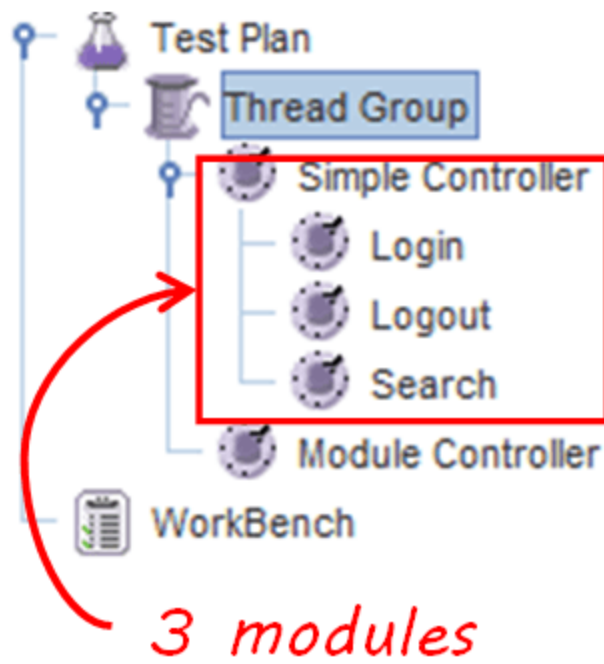 Test Plan
Thread Group
Simple Controller
Login
Logout
Search
Module Controller
WorkBench
3 modules